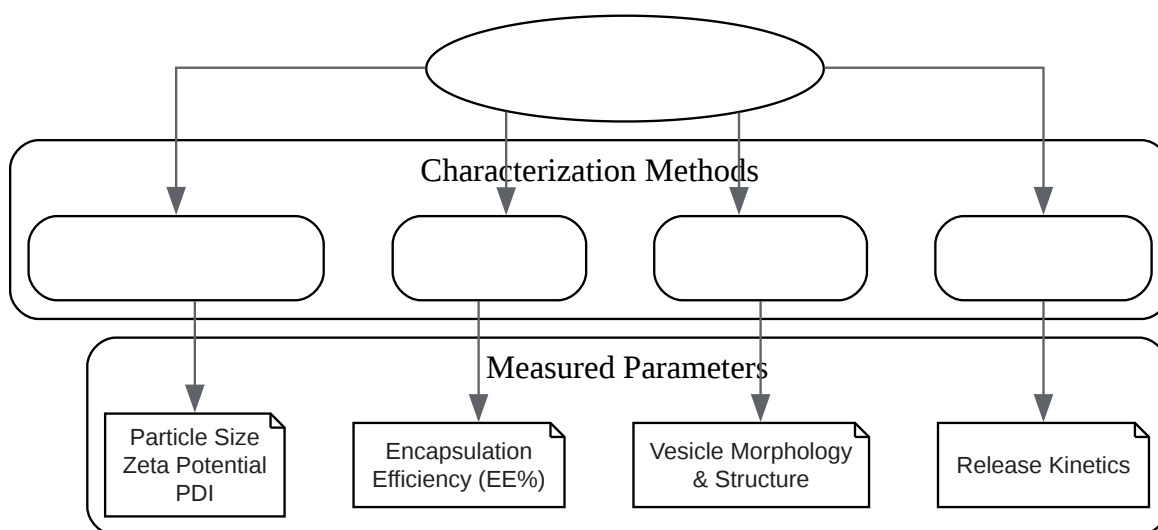 Characterization Methods
Measured Parameters
Particle Size
Zeta Potential
PDI
Encapsulation
Efficiency (EE%)
Vesicle Morphology
& Structure
Release Kinetics